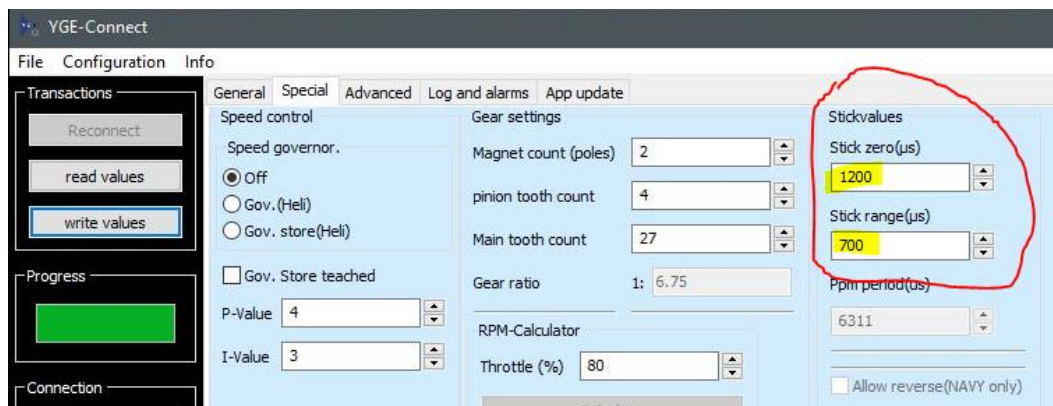 YGE-Connect
File Configuration Info
Transactions
Reconnect
read values
write values
Progress
Connection
General Special Advanced Log and alarms App update
Speed control
Speed governor.
Off
Gov.(Heli)
Gov. store(Heli)
Gov. Store teached
P-Value 4
I-Value 3
Gear settings
Magnet count (poles) 2
pinion tooth count 4
Main tooth count 27
Gear ratio 1: 6.75
RPM-Calculator
Throttle (%) 80
Stickvalues
Stick zero(µs)
1200
Stick range(µs)
700
Ppm period(us)
6311
Allow reverse(NAVY only)